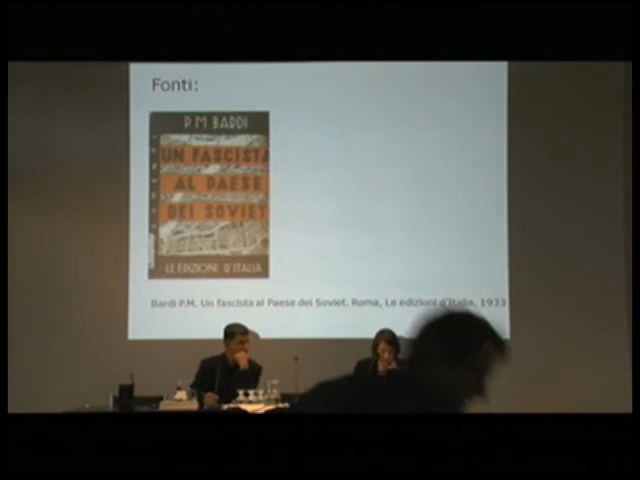 Fonti:
P.M. BARDI
UN FASCISTA
AL PAESE
DEI SOVIET
LE EDIZIONI D'ITALIA
Bardi P.M. Un fascista al Paese dei Soviet. Roma, Le edizioni d'Italia, 1933